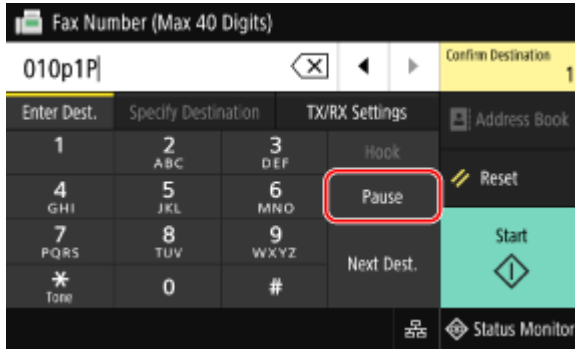 Fax Number (Max 40 Digits)
010p1P
Confirm Destination
1
Enter Dest.
Specify Destination
TX/RX Settings
Address Book
1
2
ABC
3
DEF
Hook
Reset
4
GHI
5
JKL
6
MNO
Pause
7
PQRS
8
TUV
9
WXYZ
Next Dest.
Start
*
Tone
0
#
Status Monitor